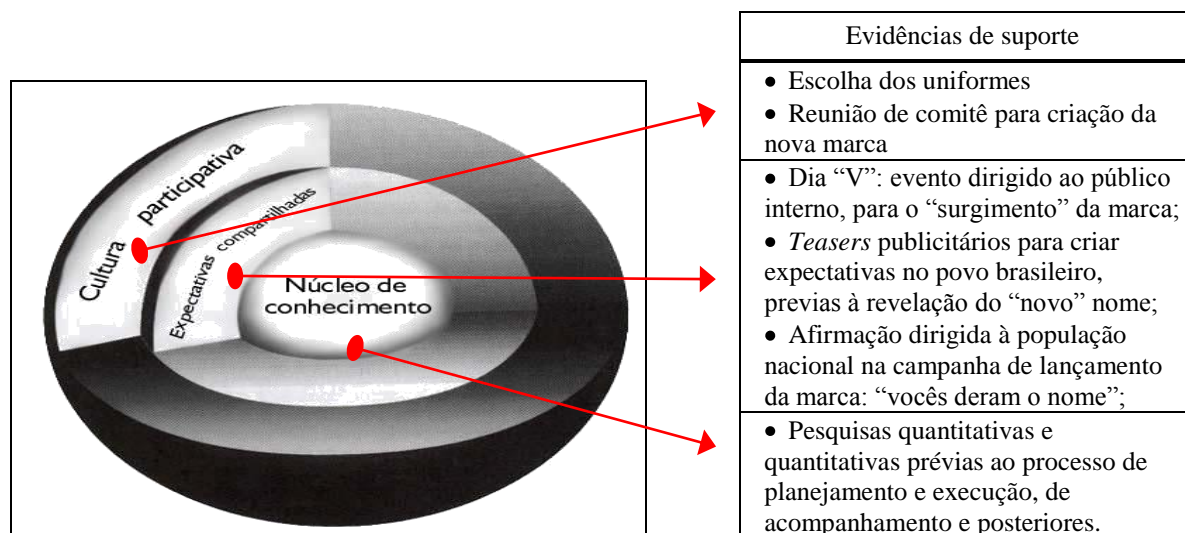 Cultura participativa
Expectativas compartilhadas
Núcleo de
conhecimento
Evidências de suporte
• Escolha dos uniformes
• Reunião de comitê para criação da
nova marca
• Dia “V”: evento dirigido ao público
interno, para o “surgimento” da marca;
• Teasers publicitários para criar
expectativas no povo brasileiro,
previas à revelação do “novo” nome;
• Afirmação dirigida à população
nacional na campanha de lançamento
da marca: “vocês deram o nome”;
• Pesquisas quantitativas e
quantitativas prévias ao processo de
planejamento e execução, de
acompanhamento e posteriores.